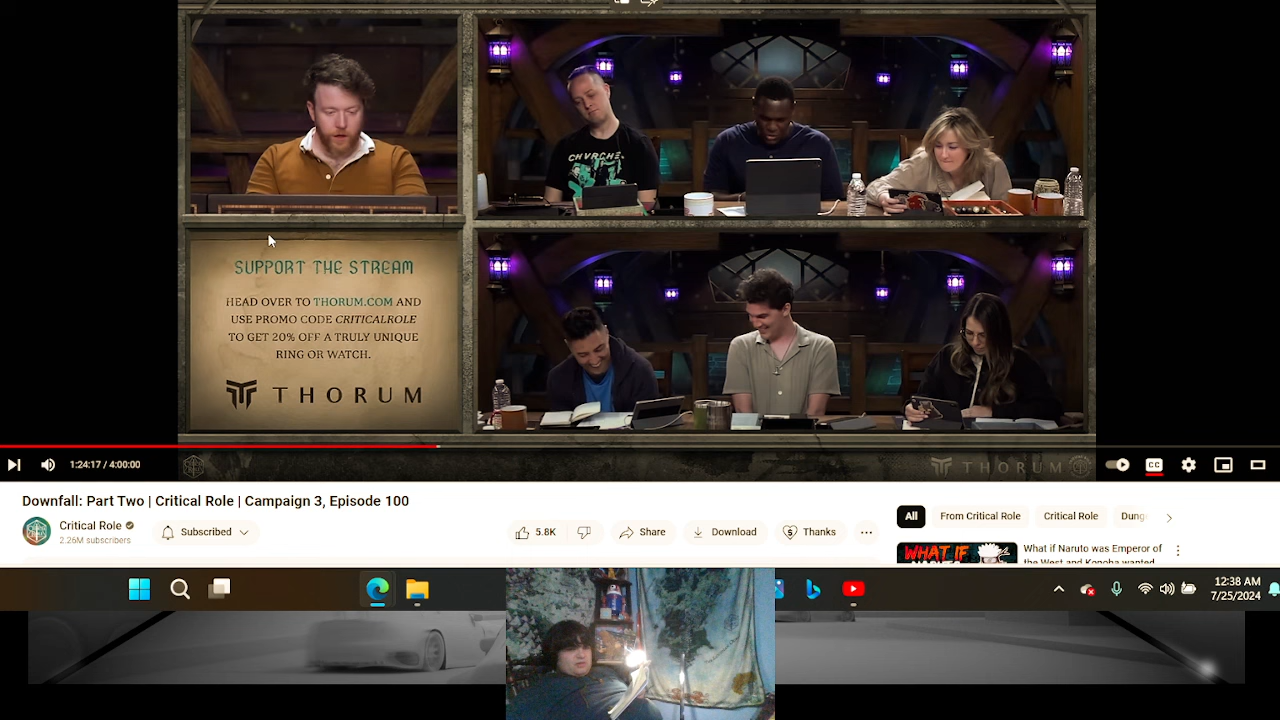 CHVRCHE
SUPPORT THE STREAM
HEAD OVER TO THORUM.COM AND
USE PROMO CODE CRITICALROLE
TO GET 20% OFF A TRULY UNIQUE
RING OR WATCH.
THORUM
THORUM
1:24:17 / 4:00:00
CC
Downfall: Part Two | Critical Role | Campaign 3, Episode 100
Critical Role
2.26M subscribers
Subscribed
5.8K
Share
Download
Thanks
All
From Critical Role
Critical Role
Dung
WHAT IF
What if Naruto was Emperor of
the West and Konoha wanted
12:38 AM
7/25/2024